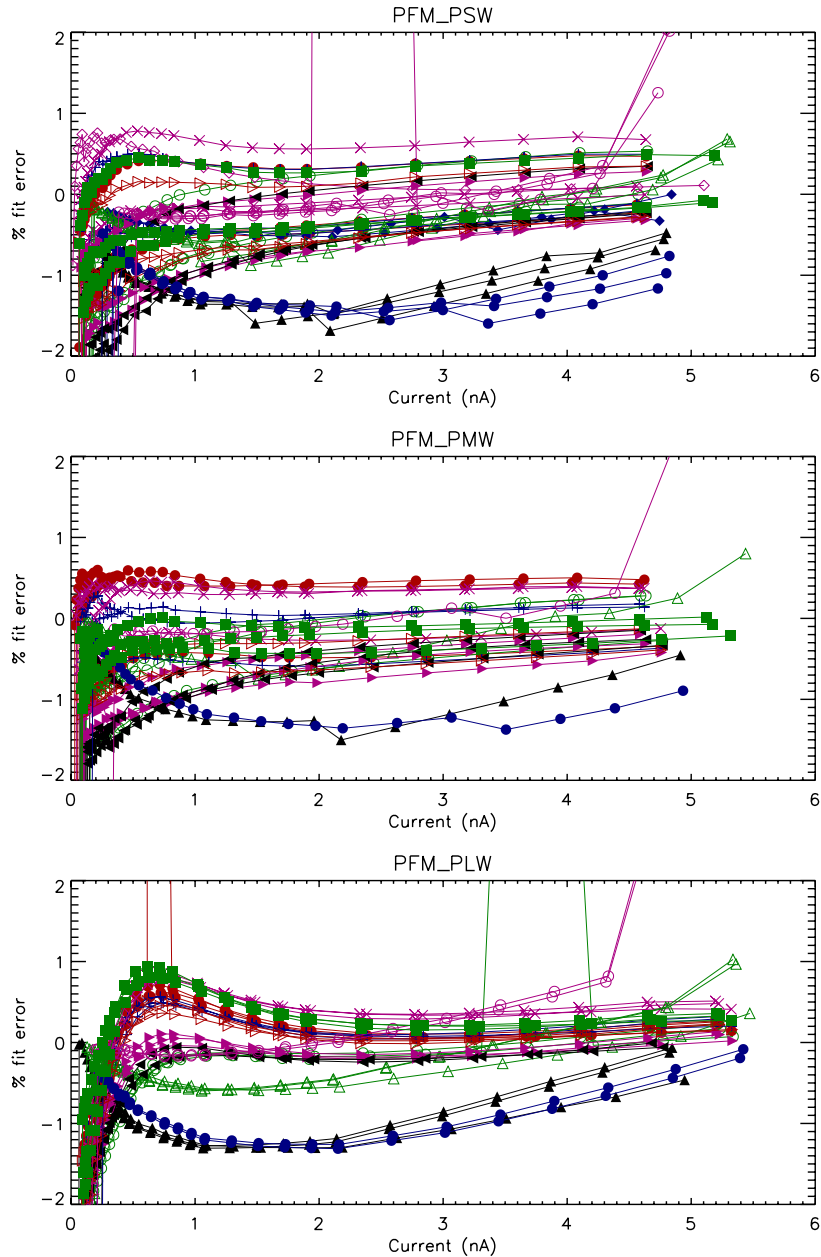 PFM_PSW
2
1
0
−1
−2
% fit error
0 1 2 3 4 5 6
Current (nA)
PFM_PMW
2
1
0
−1
−2
% fit error
0 1 2 3 4 5 6
Current (nA)
PFM_PLW
2
1
0
−1
−2
% fit error
0 1 2 3 4 5 6
Current (nA)